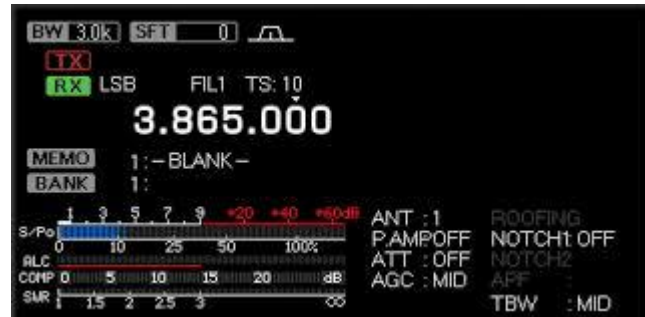 BW 3.0k SFT 0
TX
RX LSB FIL1 TS: 10
3.865.000
MEMO 1:-BLANK-
BANK 1:
1 3 5 7 9 +20 +40 +60dB
S/Po
0 10 25 50 100%
ALC
COMP 0 5 10 15 20 dB
SWR 1 1.5 2 2.5 3 ∞
ANT :1
P.AMPOFF
ATT :OFF
AGC :MID
ROOFING
NOTCH1:OFF
NOTCH2
APF :
TBW :MID